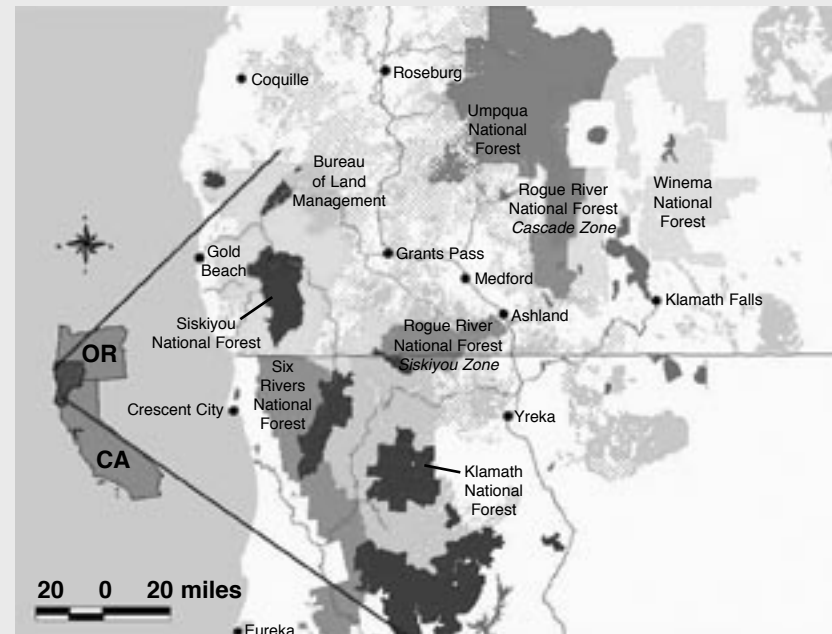 Coquille
Roseburg
Umpqua
National
Forest
Bureau
of Land
Management
Rogue River
National Forest
Cascade Zone
Winema
National
Forest
Gold
Beach
Grants Pass
Medford
Klamath Falls
Siskiyou
National Forest
Ashland
Rogue River
National Forest
Siskiyou Zone
OR
Six
Rivers
National
Forest
Crescent City
Yreka
CA
Klamath
National
Forest
20 0 20 miles
Eureka